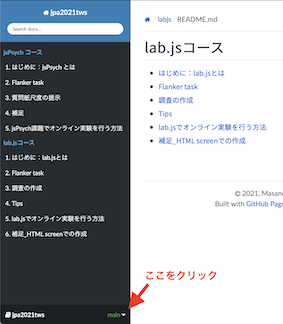 jpa2021tws
Search docs...
jsPsych コース
1. はじめに：jsPsych とは
2. Flanker task
3. 質問紙尺度の提示
4. 補足
5. jsPsych課題でオンライン実験を行う方法
lab.jsコース
1. はじめに：lab.jsとは
2. Flanker task
3. 調査の作成
4. Tips
5. lab.jsでオンライン実験を行う方法
6. 補足_HTML screenでの作成
jpa2021tws
main
/ labjs / README.md
lab.jsコース
はじめに：lab.jsとは
Flanker task
調査の作成
Tips
lab.jsでオンライン実験を行う方法
補足_HTML screenでの作成
© 2021, Masano
Built with GitHub Page
ここをクリック